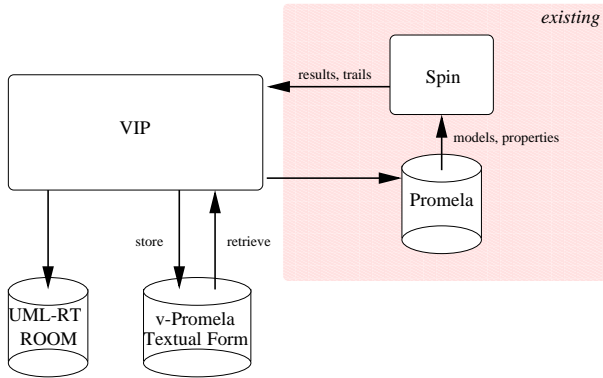 existing
results, trails
Spin
VIP
models, properties
Promela
store
retrieve
UML-RT
ROOM
v-Promela
Textual Form